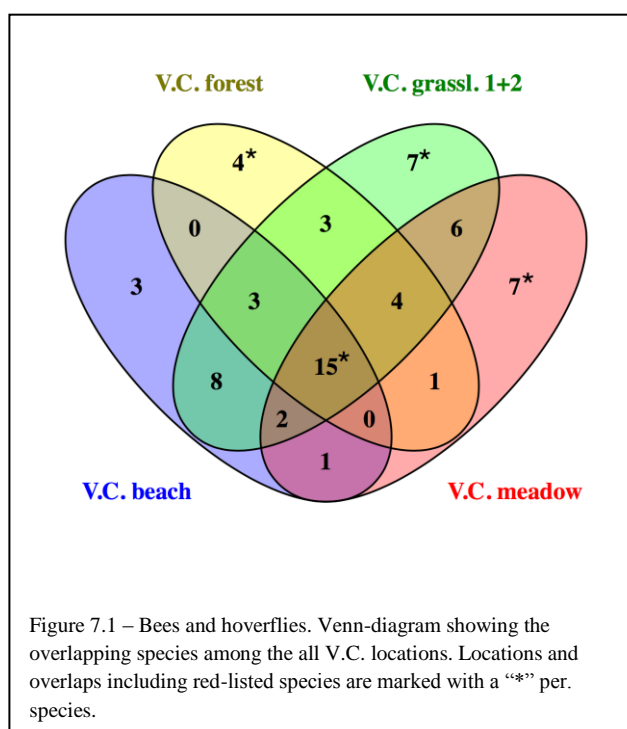 V.C. forest V.C. grassl. 1+2
4* 7*
0 3 6
3 3 4 7*
15*
8 1
2 0
1
V.C. beach V.C. meadow
Figure 7.1 – Bees and hoverflies. Venn-diagram showing the
overlapping species among the all V.C. locations. Locations and
overlaps including red-listed species are marked with a “*” per.
species.